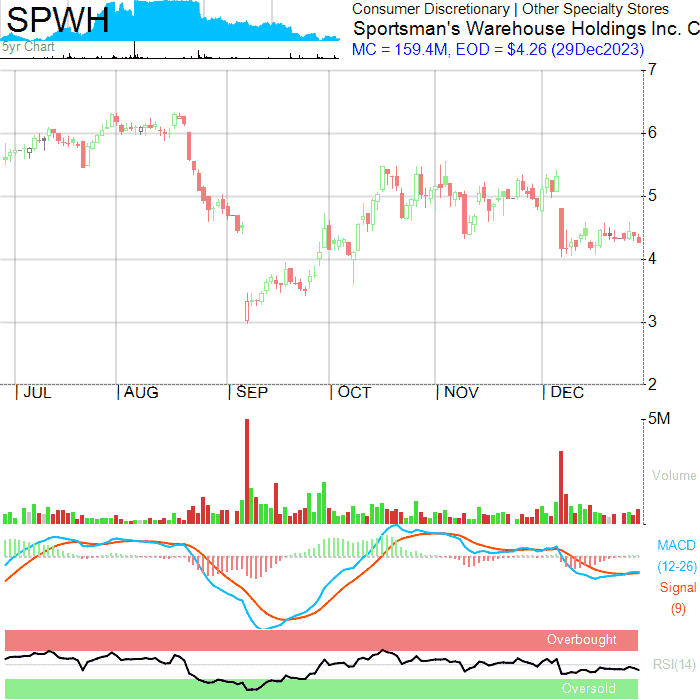 SPWH
5yr Chart
Consumer Discretionary | Other Specialty Stores
Sportsman's Warehouse Holdings Inc. C
MC = 159.4M, EOD = $4.26 (29Dec2023)
7
6
5
4
3
2
JUL AUG SEP OCT NOV DEC
5M
Volume
MACD
(12-26)
Signal
(9)
Overbought
RSI(14)
Oversold